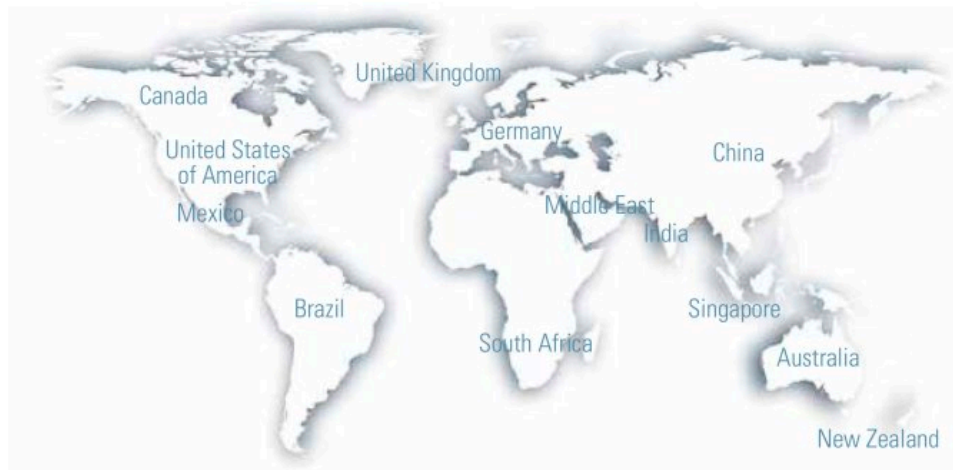 United Kingdom
Canada
Germany
United States
of America
China
Mexico
Middle East
India
Brazil
Singapore
South Africa
Australia
New Zealand